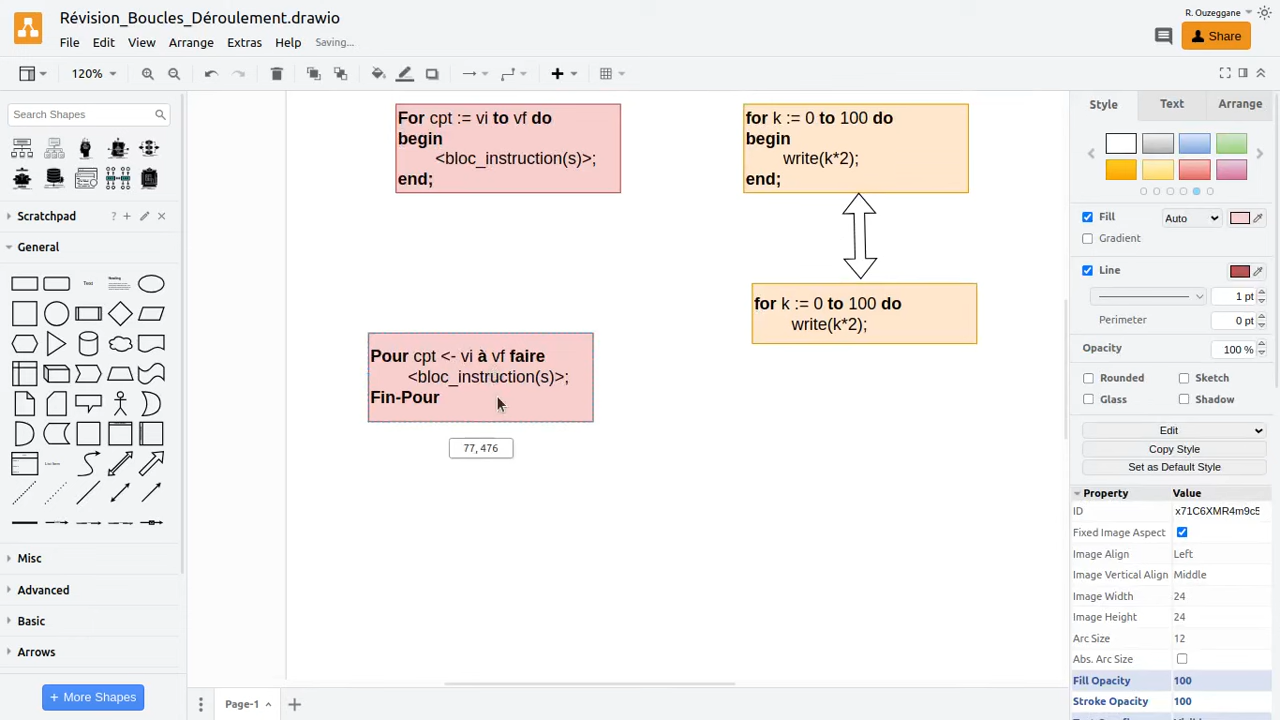 Révision_Boucles_Déroulement.drawio
R. Ouzeggane
File Edit View Arrange Extras Help Saving...
Share
120%
Search Shapes
Scratchpad
General
Text
Heading
List Item
Misc
Advanced
Basic
Arrows
+ More Shapes
For cpt := vi to vf do
begin
<bloc_instruction(s)>;
end;
for k := 0 to 100 do
begin
write(k*2);
end;
for k := 0 to 100 do
write(k*2);
Pour cpt <- vi à vf faire
<bloc_instruction(s)>;
Fin-Pour
77, 476
Page-1
Style Text Arrange
Fill Auto
Gradient
Line
1 pt
Perimeter 0 pt
Opacity 100 %
Rounded Sketch
Glass Shadow
Edit
Copy Style
Set as Default Style
Property Value
ID x71C6XMR4m9c5
Fixed Image Aspect
Image Align Left
Image Vertical Align Middle
Image Width 24
Image Height 24
Arc Size 12
Abs. Arc Size
Fill Opacity 100
Stroke Opacity 100